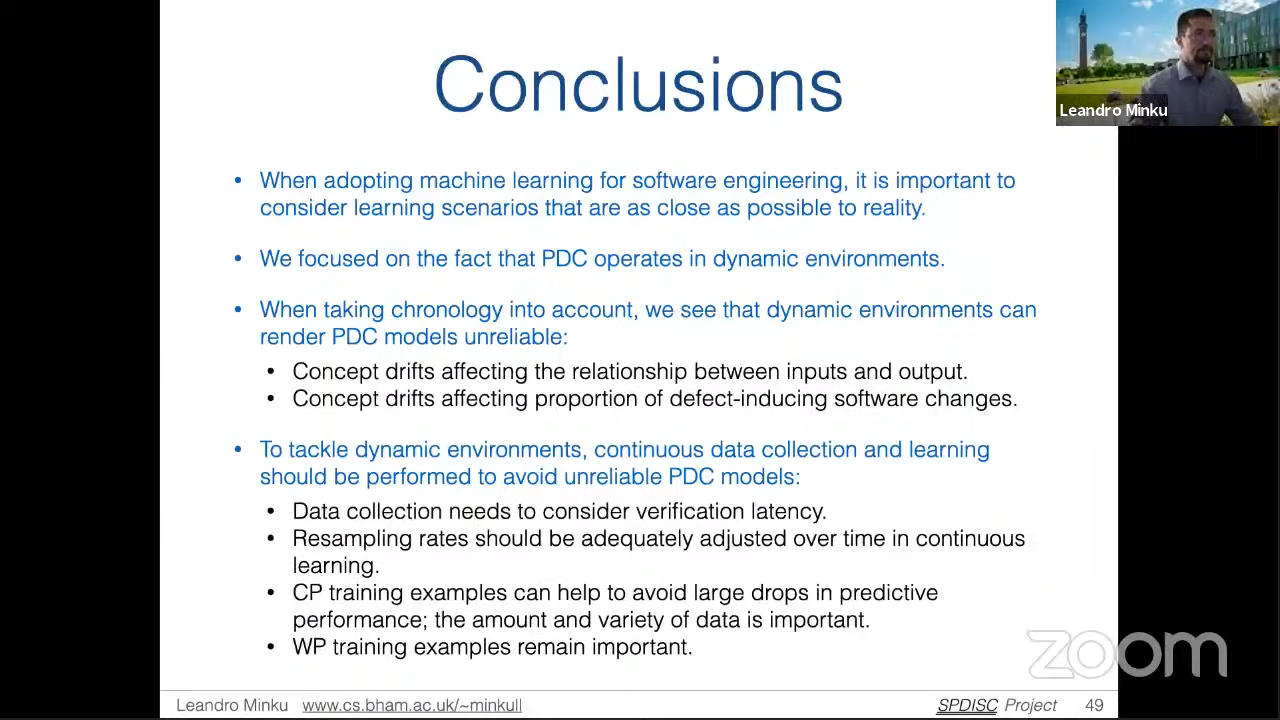 Conclusions
Leandro Minku
• When adopting machine learning for software engineering, it is important to
consider learning scenarios that are as close as possible to reality.
• We focused on the fact that PDC operates in dynamic environments.
• When taking chronology into account, we see that dynamic environments can
render PDC models unreliable:
• Concept drifts affecting the relationship between inputs and output.
• Concept drifts affecting proportion of defect-inducing software changes.
• To tackle dynamic environments, continuous data collection and learning
should be performed to avoid unreliable PDC models:
• Data collection needs to consider verification latency.
• Resampling rates should be adequately adjusted over time in continuous
learning.
• CP training examples can help to avoid large drops in predictive
performance; the amount and variety of data is important.
• WP training examples remain important.
zoom
Leandro Minku www.cs.bham.ac.uk/~minkull SPDISC Project 49